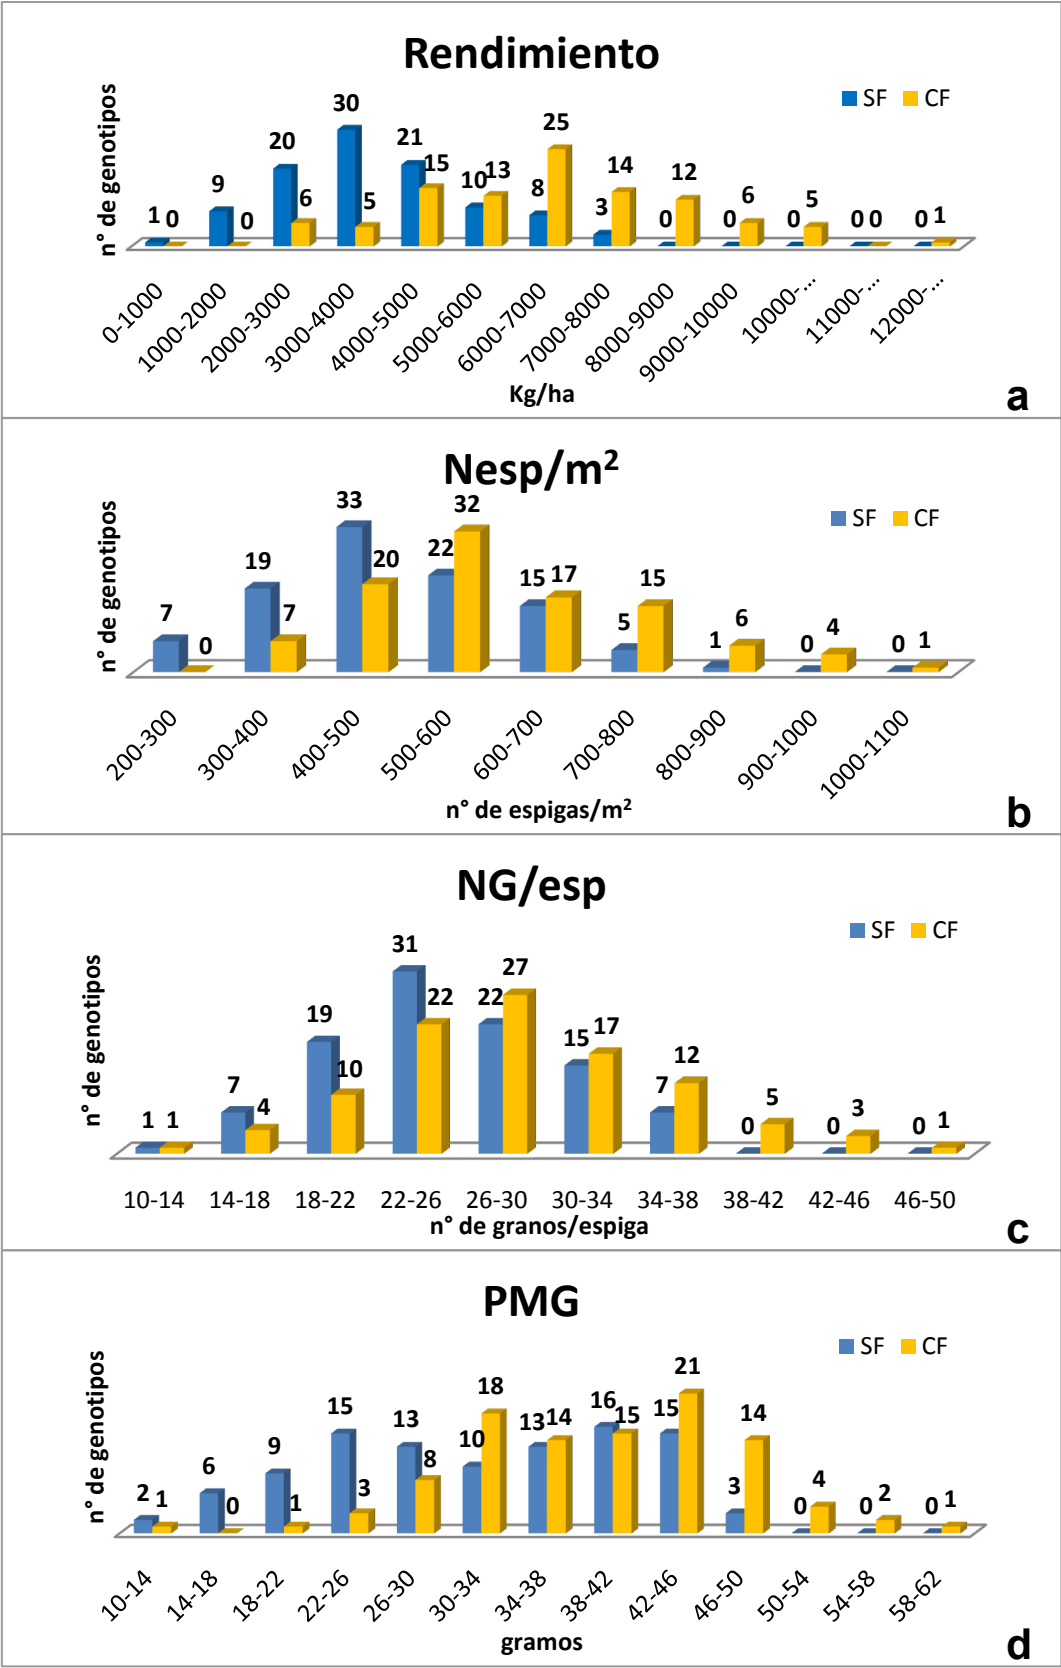 Rendimiento
SF CF
n° de genotipos
1 0 9 0 20 6 30 5 21 15 10 13 8 25 3 14 0 12 0 6 0 5 0 0 0 1
0-1000 1000-2000 2000-3000 3000-4000 4000-5000 5000-6000 6000-7000 7000-8000 8000-9000 9000-10000 10000-... 11000-... 12000-...
Kg/ha
a
Nesp/m²
SF CF
n° de genotipos
7 0 19 7 33 20 22 32 15 17 5 15 1 6 0 4 0 1
200-300 300-400 400-500 500-600 600-700 700-800 800-900 900-1000 1000-1100
n° de espigas/m²
b
NG/esp
SF CF
n° de genotipos
1 1 7 4 19 10 31 22 22 27 15 17 7 12 0 5 0 3 0 1
10-14 14-18 18-22 22-26 26-30 30-34 34-38 38-42 42-46 46-50
n° de granos/espiga
c
PMG
SF CF
n° de genotipos
2 1 6 0 9 1 15 3 13 8 10 18 13 14 16 15 15 21 3 14 0 4 0 2 0 1
10-14 14-18 18-22 22-26 26-30 30-34 34-38 38-42 42-46 46-50 50-54 54-58 58-62
gramos
d